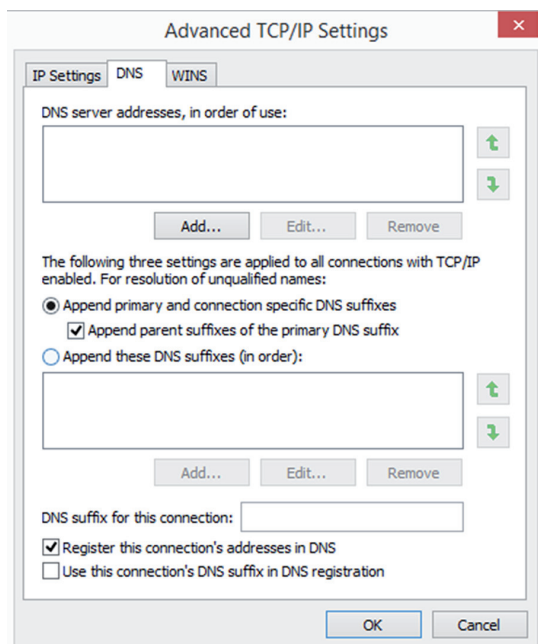 Advanced TCP/IP Settings
IP Settings DNS WINS
DNS server addresses, in order of use:
Add... Edit... Remove
The following three settings are applied to all connections with TCP/IP
enabled. For resolution of unqualified names:
Append primary and connection specific DNS suffixes
Append parent suffixes of the primary DNS suffix
Append these DNS suffixes (in order):
Add... Edit... Remove
DNS suffix for this connection:
Register this connection's addresses in DNS
Use this connection's DNS suffix in DNS registration
OK Cancel